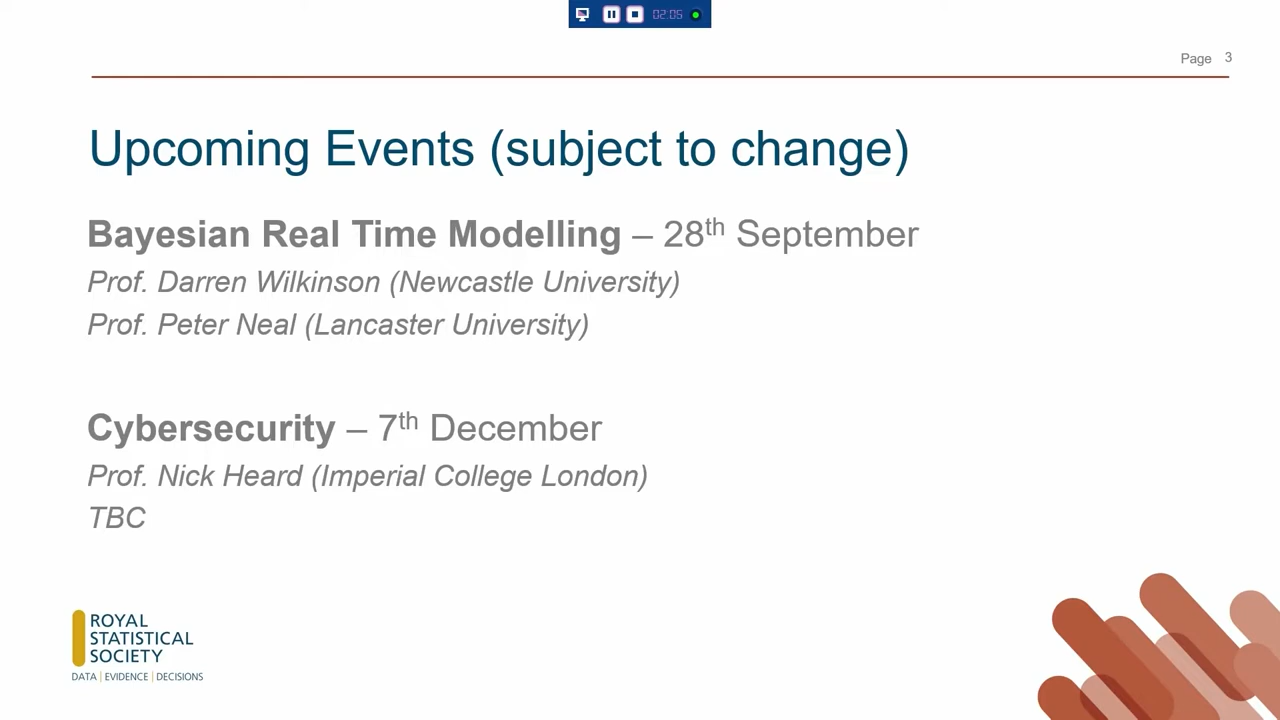 02:05
Page 3
Upcoming Events (subject to change)
Bayesian Real Time Modelling – 28th September
Prof. Darren Wilkinson (Newcastle University)
Prof. Peter Neal (Lancaster University)
Cybersecurity – 7th December
Prof. Nick Heard (Imperial College London)
TBC
ROYAL
STATISTICAL
SOCIETY
DATA | EVIDENCE | DECISIONS